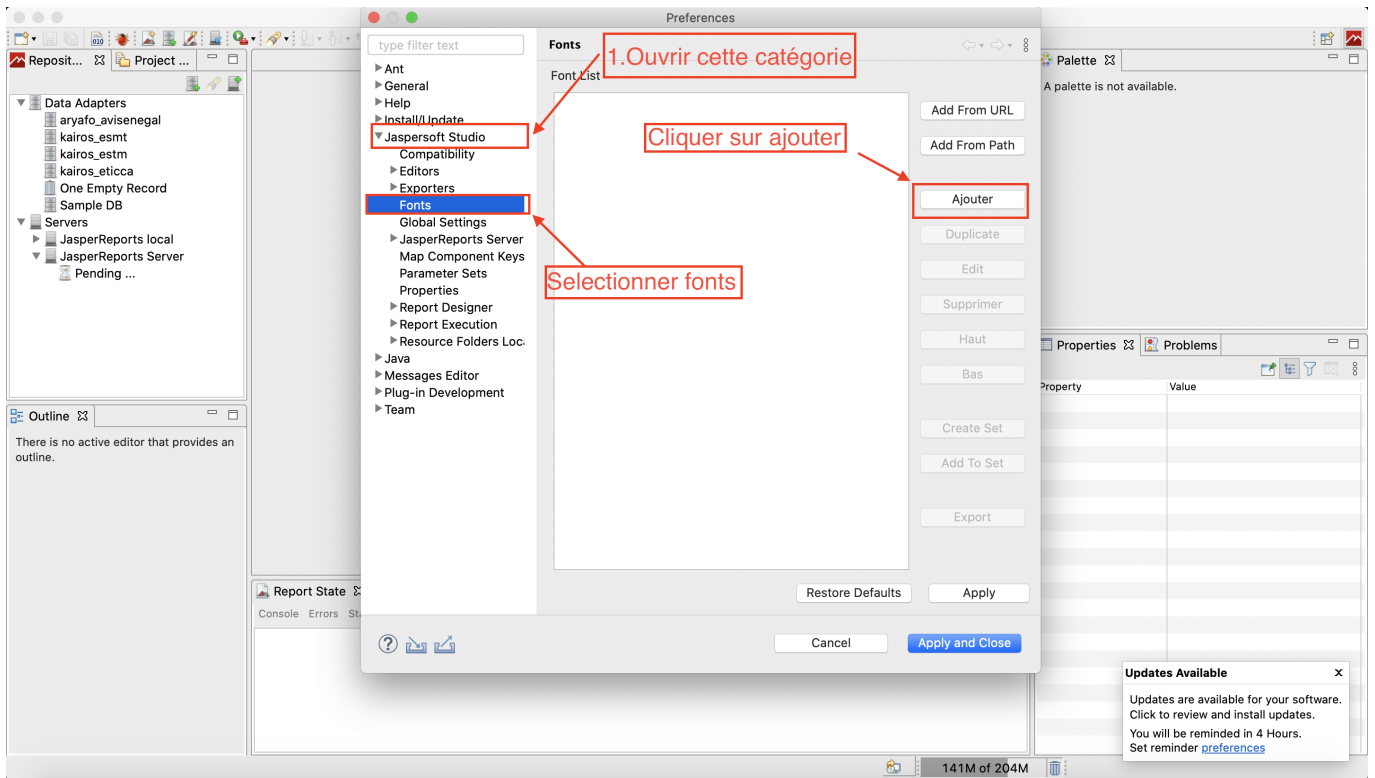 Preferences
Reposit...
Project ...
Data Adapters
aryafo_avisenegal
kairos_esmt
kairos_estm
kairos_eticca
One Empty Record
Sample DB
Servers
JasperReports local
JasperReports Server
Pending ...
Outline
There is no active editor that provides an
outline.
type filter text
Ant
General
Help
Install/Update
Jaspersoft Studio
Compatibility
Editors
Exporters
Fonts
Global Settings
JasperReports Server
Map Component Keys
Parameter Sets
Properties
Report Designer
Report Execution
Resource Folders Loc
Java
Messages Editor
Plug-in Development
Team
Fonts
1.Ouvrir cette catégorie
Font List
Cliquer sur ajouter
Selectionner fonts
Add From URL
Add From Path
Ajouter
Duplicate
Edit
Supprimer
Haut
Bas
Create Set
Add To Set
Export
Restore Defaults
Apply
Cancel
Apply and Close
Report State
Console Errors
Palette
A palette is not available.
Properties
Problems
Property
Value
Updates Available
Updates are available for your software.
Click to review and install updates.
You will be reminded in 4 Hours.
Set reminder preferences
141M of 204M